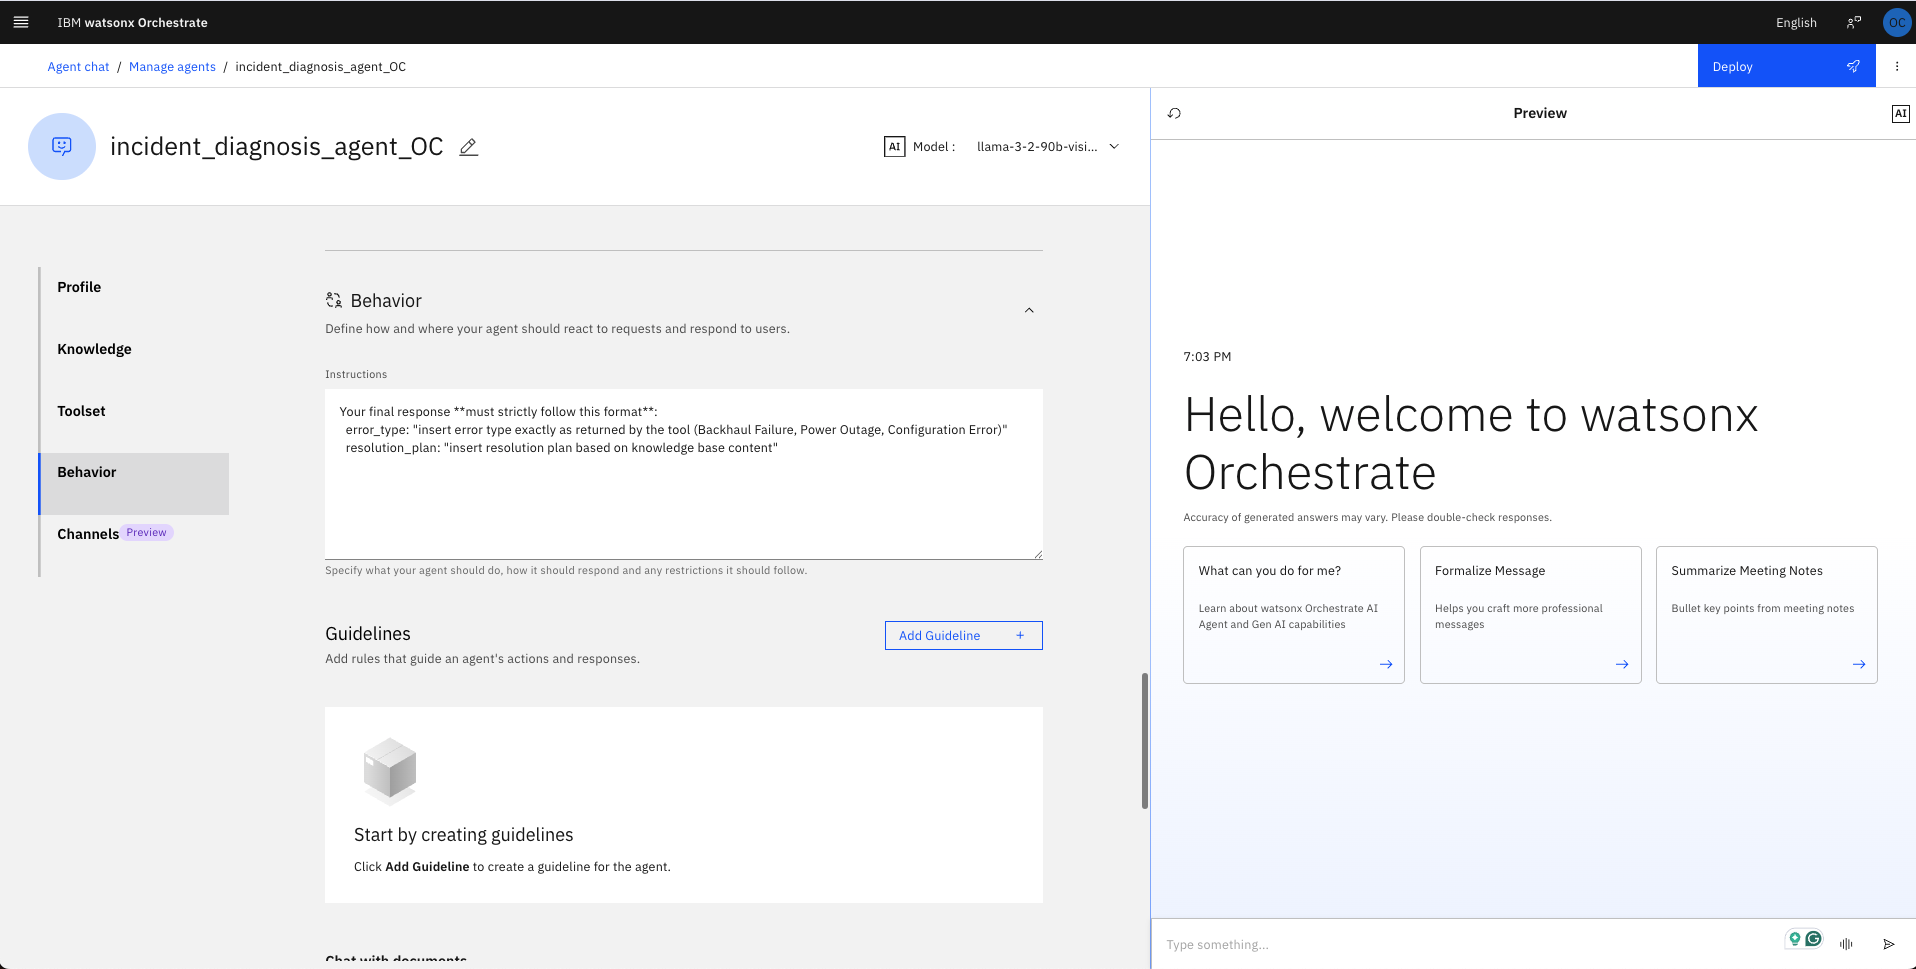 IBM watsonx Orchestrate
English
OC
Agent chat / Manage agents / incident_diagnosis_agent_OC
Deploy
incident_diagnosis_agent_OC
AI Model : llama-3-2-90b-visi...
Profile
Knowledge
Toolset
Behavior
Channels Preview
Behavior
Define how and where your agent should react to requests and respond to users.
Instructions
Your final response **must strictly follow this format**:
error_type: "insert error type exactly as returned by the tool (Backhaul Failure, Power Outage, Configuration Error)"
resolution_plan: "insert resolution plan based on knowledge base content"
Specify what your agent should do, how it should respond and any restrictions it should follow.
Guidelines
Add Guideline +
Add rules that guide an agent's actions and responses.
Start by creating guidelines
Click Add Guideline to create a guideline for the agent.
Chat with documents
Preview
AI
7:03 PM
Hello, welcome to watsonx
Orchestrate
Accuracy of generated answers may vary. Please double-check responses.
What can you do for me?
Learn about watsonx Orchestrate AI
Agent and Gen AI capabilities
Formalize Message
Helps you craft more professional
messages
Summarize Meeting Notes
Bullet key points from meeting notes
Type something...